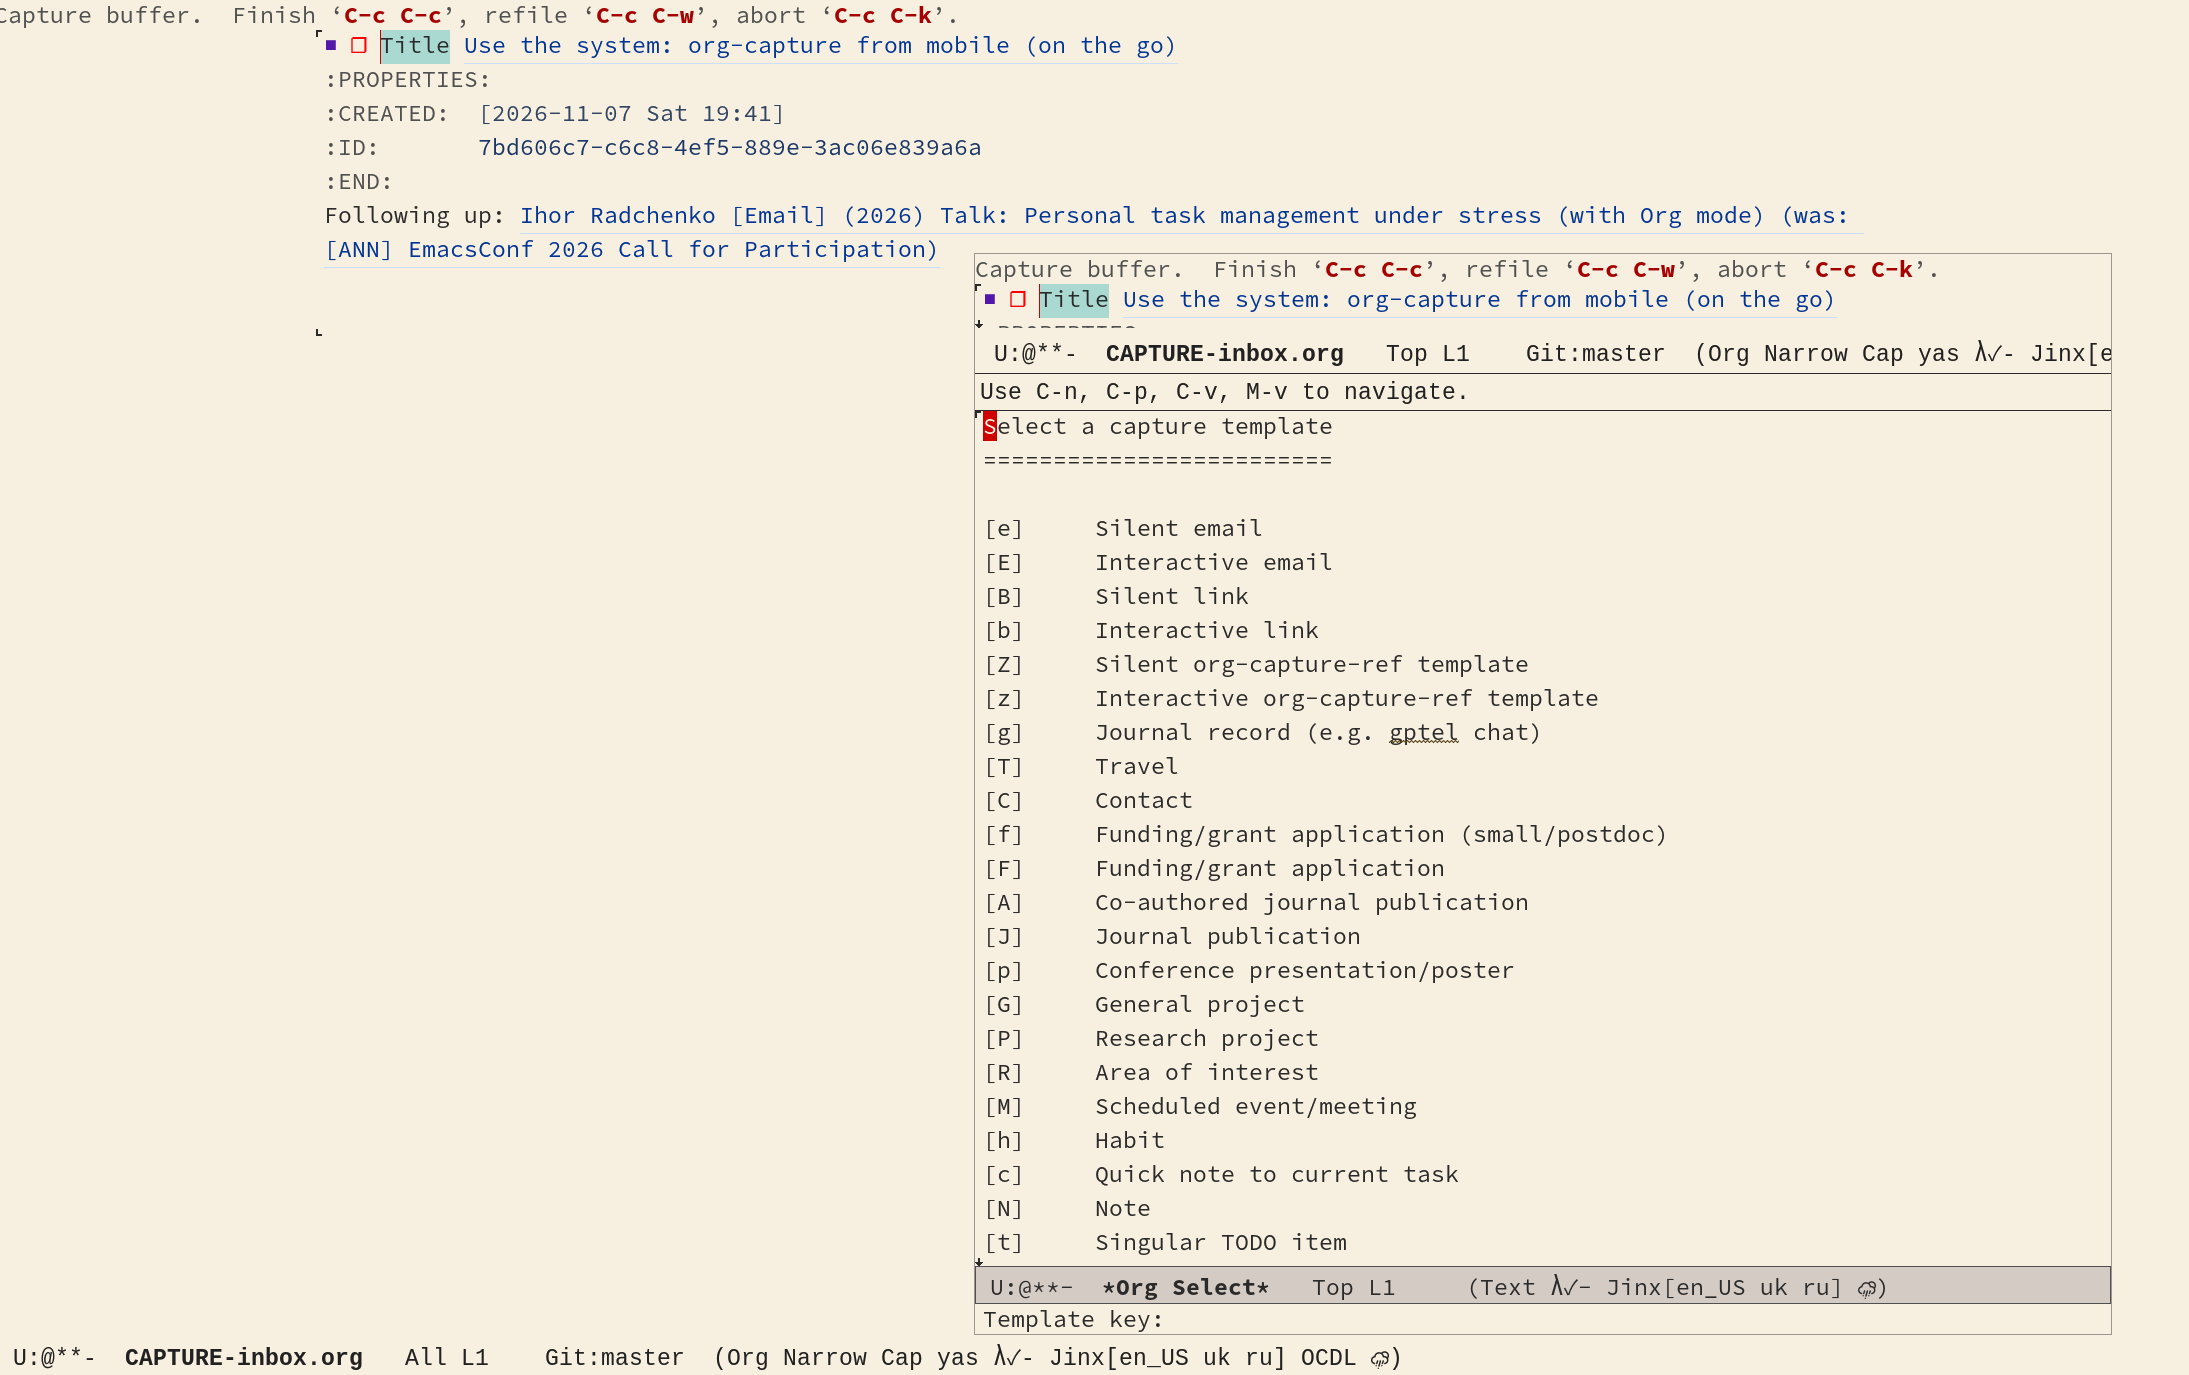 Capture buffer.  Finish ‘C-c C-c’, refile ‘C-c C-w’, abort ‘C-c C-k’.
Title Use the system: org-capture from mobile (on the go)
:PROPERTIES:
:CREATED:  [2026-11-07 Sat 19:41]
:ID:       7bd606c7-c6c8-4ef5-889e-3ac06e839a6a
:END:
Following up: Ihor Radchenko [Email] (2026) Talk: Personal task management under stress (with Org mode) (was:
[ANN] EmacsConf 2026 Call for Participation)
Capture buffer.  Finish ‘C-c C-c’, refile ‘C-c C-w’, abort ‘C-c C-k’.
Title Use the system: org-capture from mobile (on the go)
U:@**-  CAPTURE-inbox.org   Top L1    Git:master  (Org Narrow Cap yas λ✓- Jinx[e
Use C-n, C-p, C-v, M-v to navigate.
Select a capture template
=========================
[e]     Silent email
[E]     Interactive email
[B]     Silent link
[b]     Interactive link
[Z]     Silent org-capture-ref template
[z]     Interactive org-capture-ref template
[g]     Journal record (e.g. gptel chat)
[T]     Travel
[C]     Contact
[f]     Funding/grant application (small/postdoc)
[F]     Funding/grant application
[A]     Co-authored journal publication
[J]     Journal publication
[p]     Conference presentation/poster
[G]     General project
[P]     Research project
[R]     Area of interest
[M]     Scheduled event/meeting
[h]     Habit
[c]     Quick note to current task
[N]     Note
[t]     Singular TODO item
U:@**-  *Org Select*   Top L1     (Text λ✓- Jinx[en_US uk ru] ⛈)
Template key:
U:@**-  CAPTURE-inbox.org   All L1    Git:master  (Org Narrow Cap yas λ✓- Jinx[en_US uk ru] OCDL ⛈)